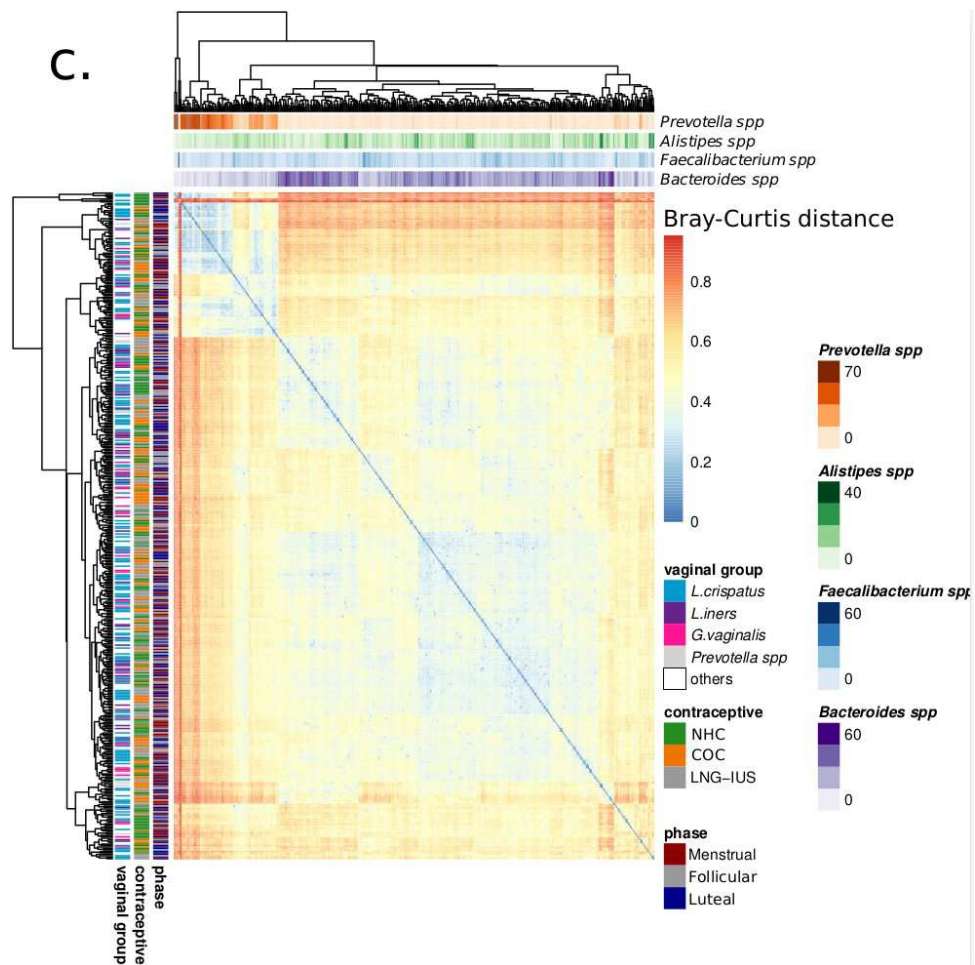 c.
Prevotella spp
Alistipes spp
Faecalibacterium spp
Bacteroides spp
Bray-Curtis distance
0.8
0.6
0.4
0.2
0
vaginal group
L.crispatus
L.iners
G.vaginalis
Prevotella spp
others
contraceptive
NHC
COC
LNG−IUS
phase
Menstrual
Follicular
Luteal
Prevotella spp
70
0
Alistipes spp
40
0
Faecalibacterium spp
60
0
Bacteroides spp
60
0
vaginal group
contraceptive
phase